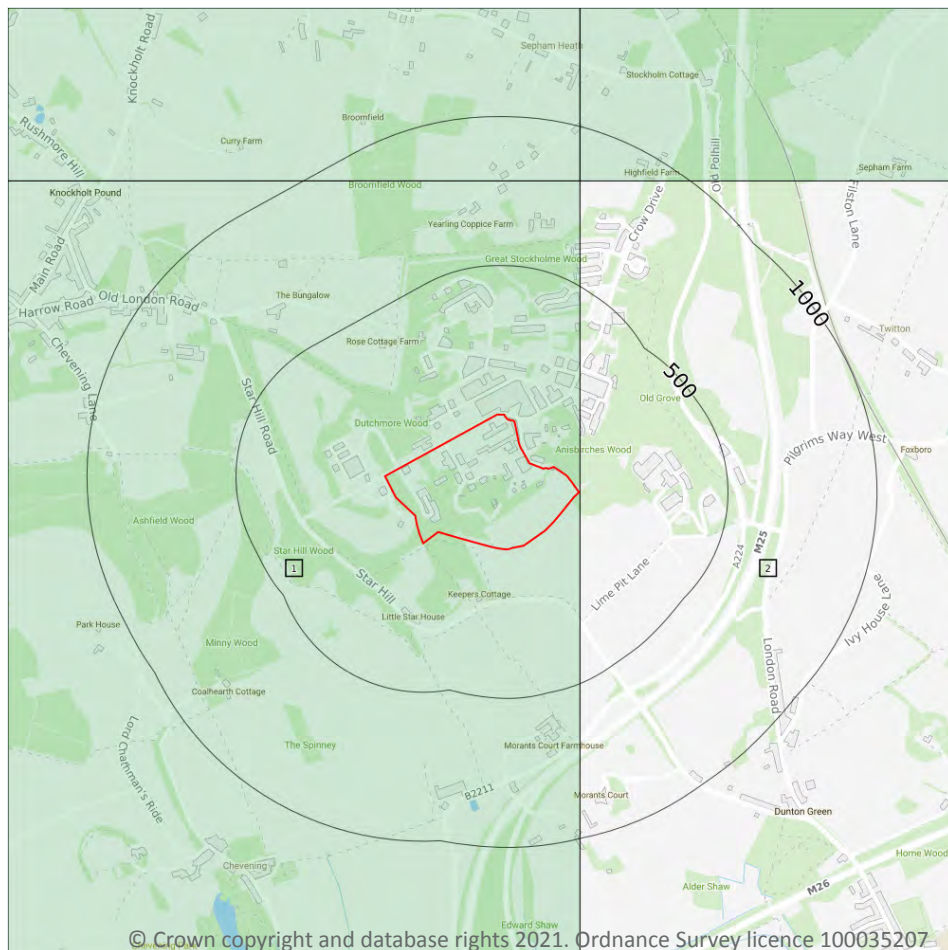 Sepham Heath
Knockholt Road
Stockholm Cottage
Broomfield
Rushmore Hill
Curry Farm
Old Polhill
Highfield Farm
Sepham Farm
Knockholt Pound
Broomfield Wood
Filston Lane
Crow Drive
Yearling Coppice Farm
Main Road
Great Stockholme Wood
1000
The Bungalow
Harrow Road
Old London Road
Twitton
Rose Cottage Farm
Chevening Lane
500
Star Hill Road
Old Grove
Dutchmore Wood
Pilgrims Way West
Anisbirches Wood
Foxboro
Ashfield Wood
A224
M25
Star Hill Wood
1
2
Star Hill
Lime Pit Lane
Keepers Cottage
Ivy House Lane
Little Star House
Park House
Minny Wood
London Road
Coalhearth Cottage
Lord Chatham's Ride
The Spinney
Morants Court Farmhouse
B2211
Morants Court
Dunton Green
Home Wood
Chevening
Alder Shaw
M26
Edward Shaw
© Crown copyright and database rights 2021. Ordnance Survey licence 100035207